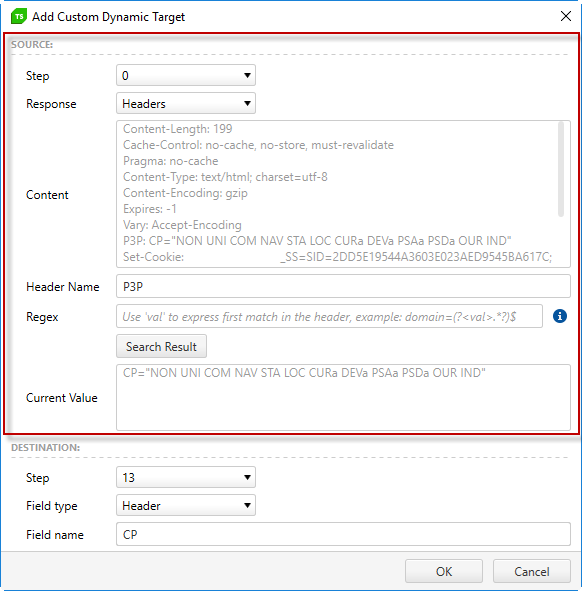 TS Add Custom Dynamic Target
SOURCE:
Step 0
Response Headers
Content
Content-Length: 199
Cache-Control: no-cache, no-store, must-revalidate
Pragma: no-cache
Content-Type: text/html; charset=utf-8
Content-Encoding: gzip
Expires: -1
Vary: Accept-Encoding
P3P: CP="NON UNI COM NAV STA LOC CURa DEVa PSAa PSDa OUR IND"
Set-Cookie: _SS=SID=2DD5E19544A3603E023AED9545BA617C;
Header Name P3P
Regex Use 'val' to express first match in the header, example: domain=(?<val>.*?)$
Search Result
Current Value CP="NON UNI COM NAV STA LOC CURa DEVa PSAa PSDa OUR IND"
DESTINATION:
Step 13
Field type Header
Field name CP
OK Cancel